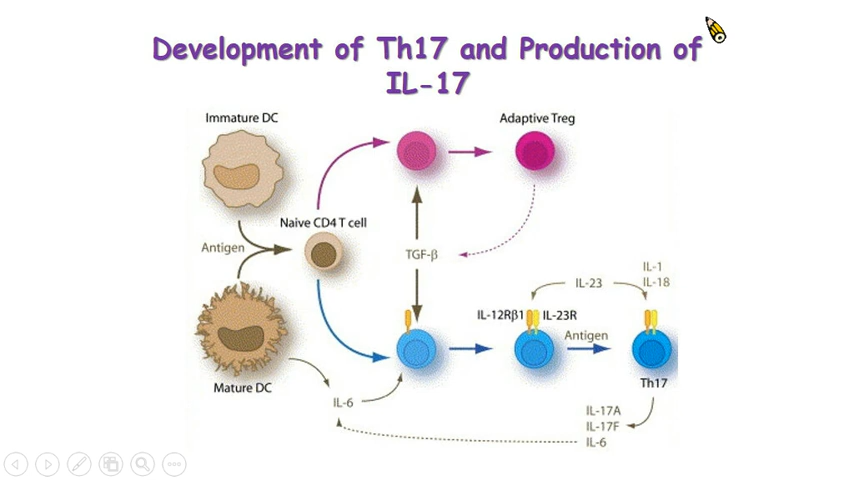 Development of Th17 and Production of
IL-17
Immature DC
Adaptive Treg
Naive CD4 T cell
Antigen
TGF-β
IL-1
IL-23
IL-18
IL-12Rβ1
IL-23R
Antigen
Mature DC
Th17
IL-6
IL-17A
IL-17F
IL-6